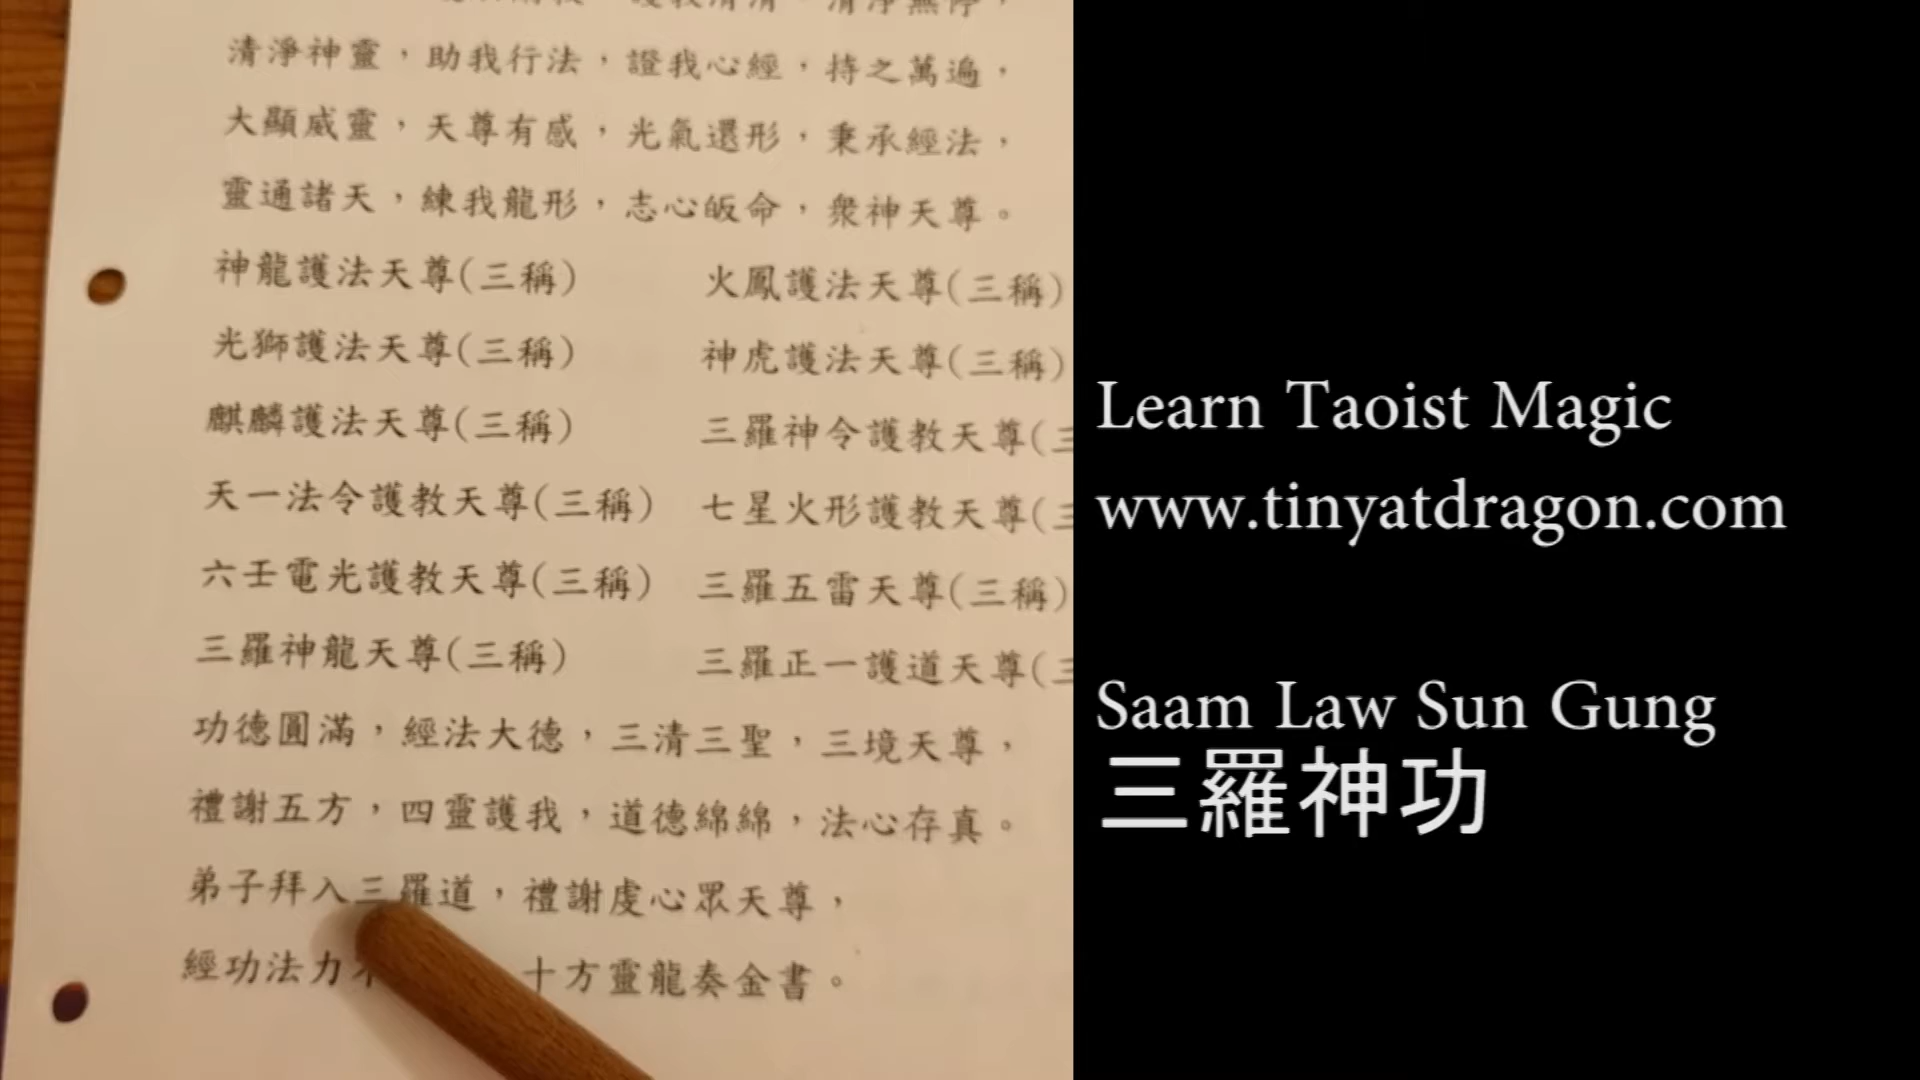 清淨神靈，助我行法，證我心經，持之萬遍，
大顯威靈，天尊有感，光氣還形，秉承經法，
靈通諸天，練我龍形，志心皈命，衆神天尊。
神龍護法天尊(三稱) 火鳳護法天尊(三稱)
光獅護法天尊(三稱) 神虎護法天尊(三稱)
麒麟護法天尊(三稱) 三羅神令護教天尊(三
天一法令護教天尊(三稱) 七星火形護教天尊(三
六壬電光護教天尊(三稱) 三羅五雷天尊(三稱)
三羅神龍天尊(三稱) 三羅正一護道天尊(三
功德圓滿，經法大德，三清三聖，三境天尊，
禮謝五方，四靈護我，道德綿綿，法心存真。
弟子拜入三羅道，禮謝虔心眾天尊，
經功法力 十方靈龍奏金書。
Learn Taoist Magic
www.tinyatdragon.com
Saam Law Sun Gung
三羅神功